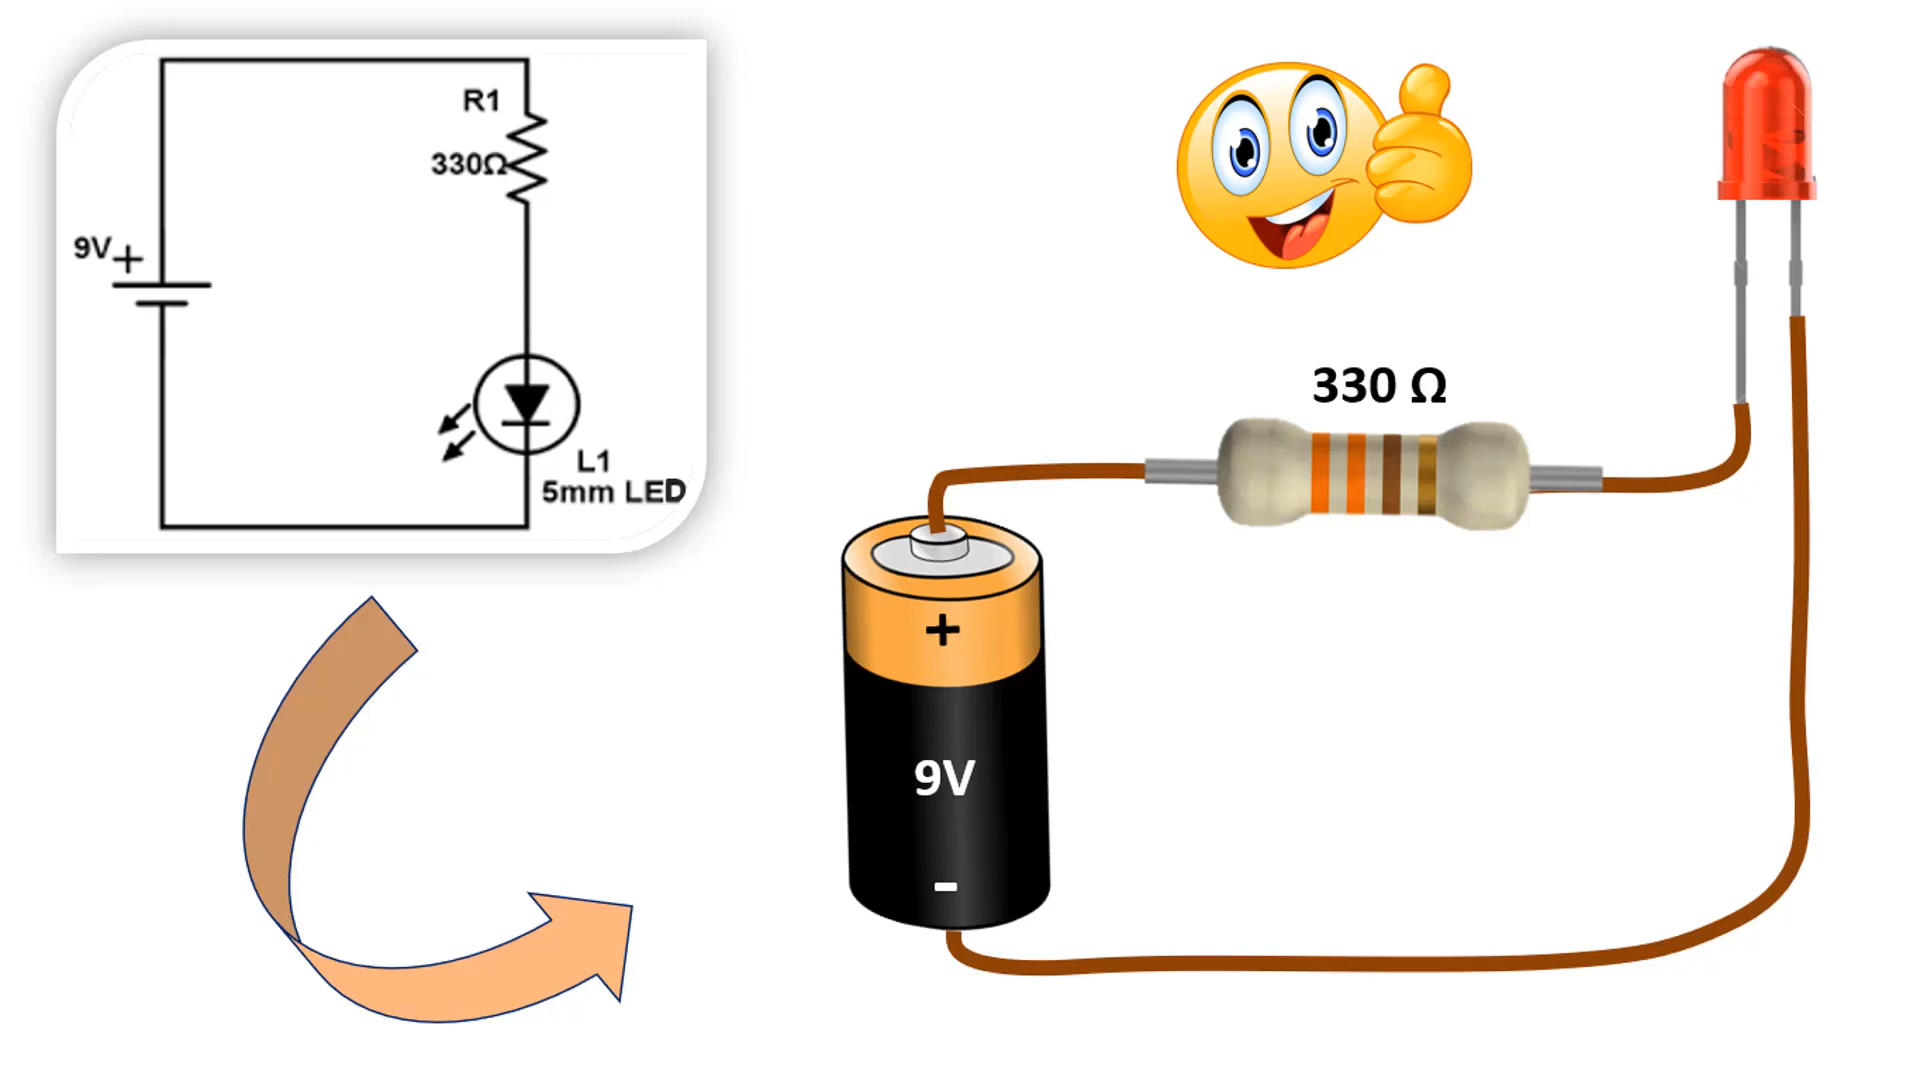 R1
330Ω
9V
+
L1
5mm LED
330 Ω
+
9V
-